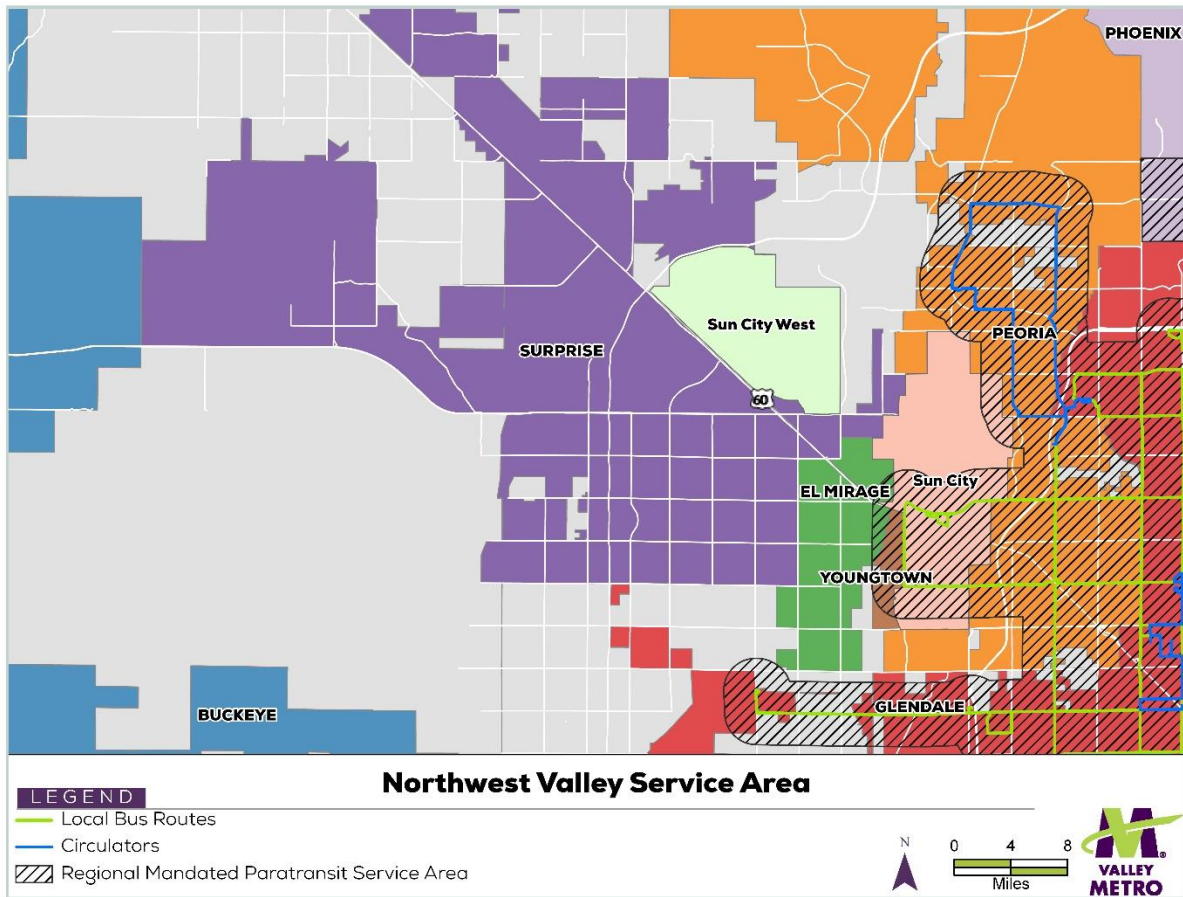 PHOENIX
PEORIA
Sun City West
SURPRISE
60
Sun City
EL MIRAGE
YOUNGTOWN
GLENDALE
BUCKEYE
Northwest Valley Service Area
LEGEND
Local Bus Routes
Circulators
Regional Mandated Paratransit Service Area
N
0 4 8
Miles
VALLEY
METRO